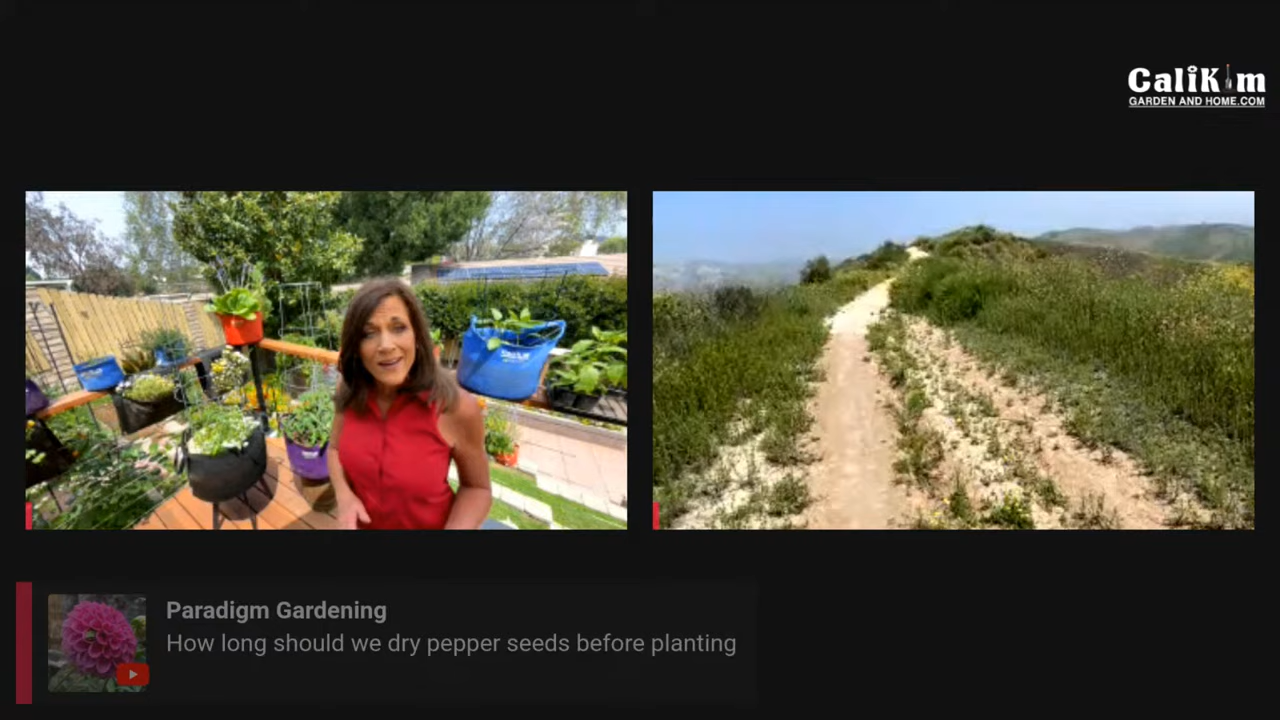 CaliKim
GARDEN AND HOME.COM
Paradigm Gardening
How long should we dry pepper seeds before planting